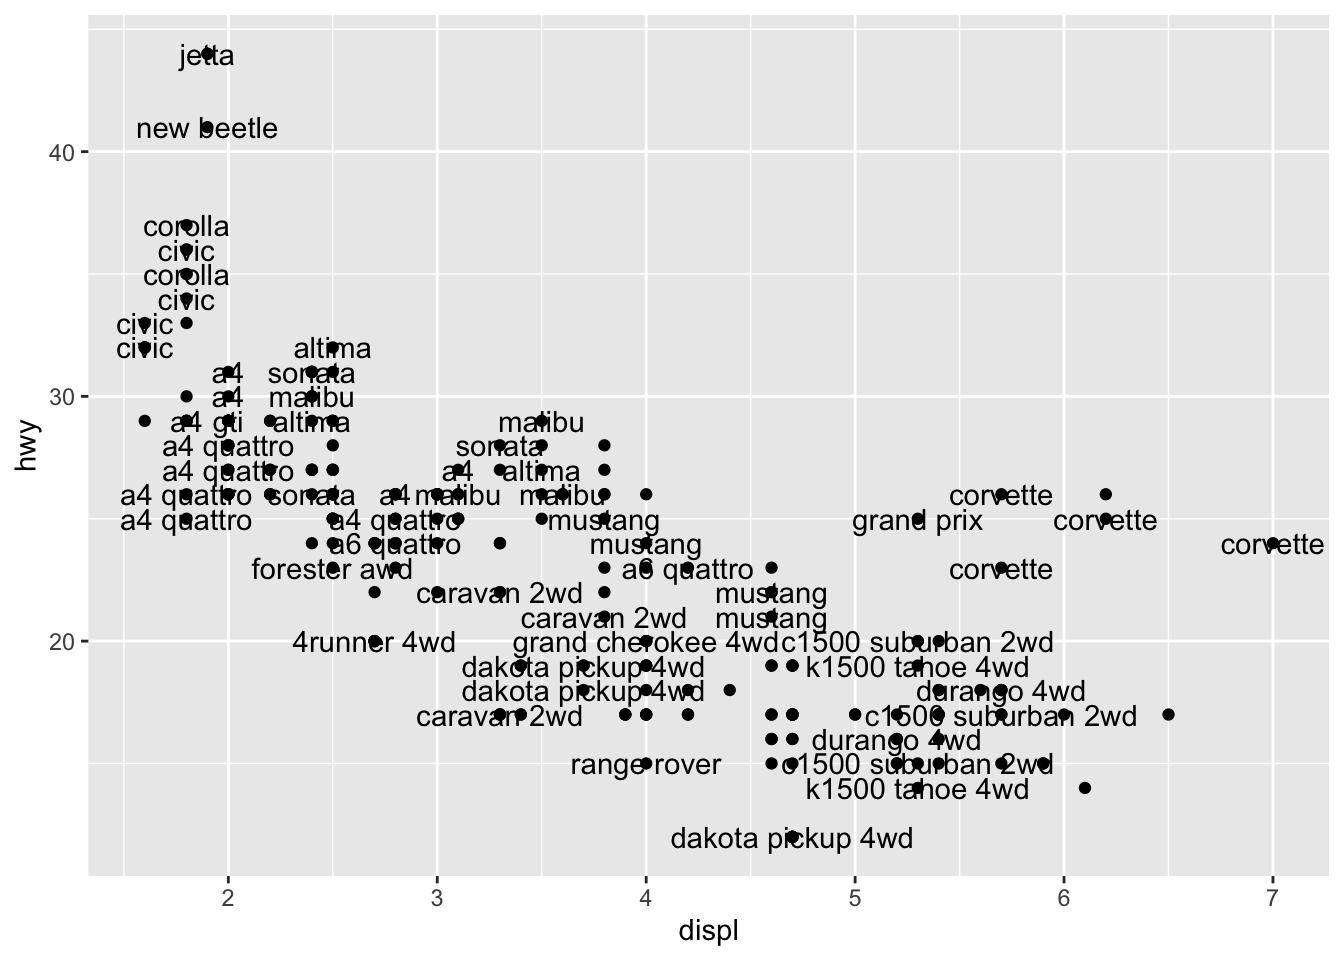 jetta
new beetle
40
corolla
civic
corolla
civic
civic
civic altima
a4 sonata
30 a4 malibu
a4 gti altima malibu
hwy
a4 quattro sonata
a4 quattro a4 altima
a4 quattro sonata a4 malibu malibu corvette
a4 quattro a4 quattro mustang grand prix corvette
a6 quattro mustang corvette
forester awd a6 quattro corvette
caravan 2wd mustang
caravan 2wd mustang
20 4runner 4wd grand cherokee 4wd c1500 suburban 2wd
dakota pickup 4wd k1500 tahoe 4wd
dakota pickup 4wd durango 4wd
caravan 2wd c1500 suburban 2wd
durango 4wd
range rover c1500 suburban 2wd
k1500 tahoe 4wd
dakota pickup 4wd
2 3 4 5 6 7
displ